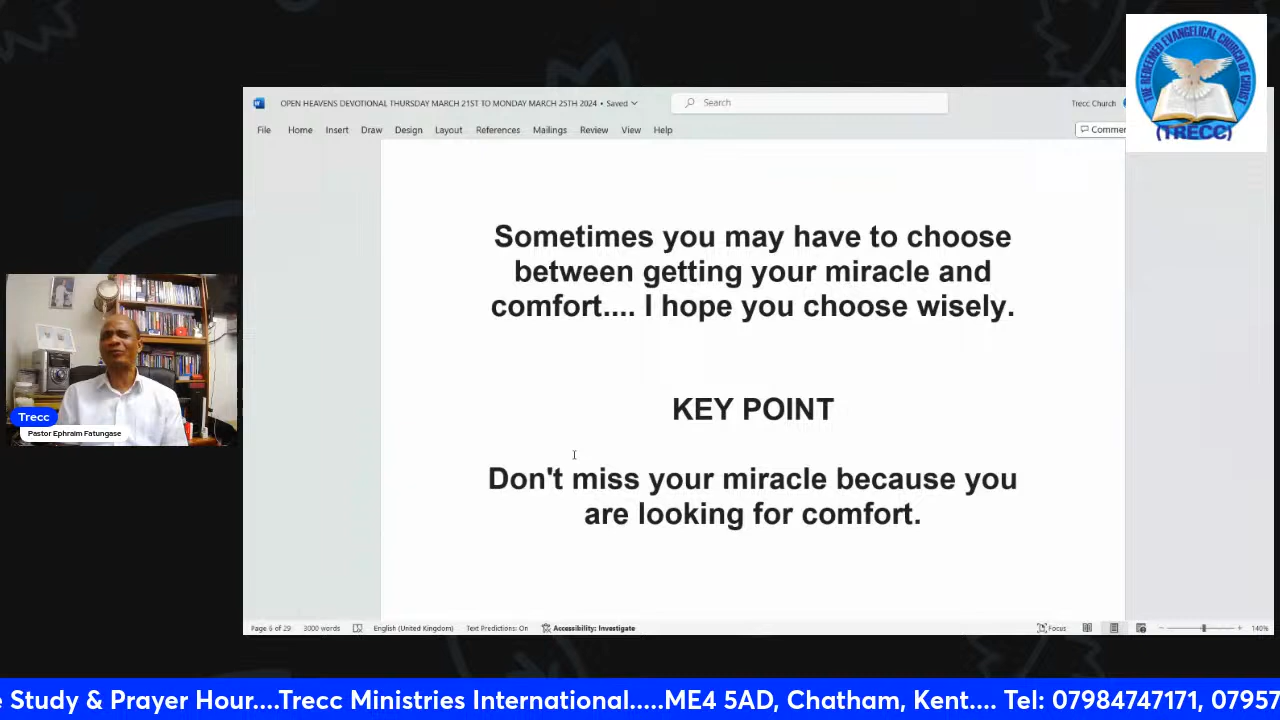 THE REDEEMED EVANGELICAL CHURCH OF CHRIST
(TRECC)
OPEN HEAVENS DEVOTIONAL THURSDAY MARCH 21ST TO MONDAY MARCH 25TH 2024 • Saved
Search
Trecc Church
File Home Insert Draw Design Layout References Mailings Review View Help
Commen
Sometimes you may have to choose
between getting your miracle and
comfort.... I hope you choose wisely.
KEY POINT
Don't miss your miracle because you
are looking for comfort.
Trecc
Pastor Ephraim Fatungase
Page 6 of 29 3000 words English (United Kingdom) Text Predictions: On Accessibility: Investigate Focus 140%
e Study & Prayer Hour....Trecc Ministries International.....ME4 5AD, Chatham, Kent.... Tel: 07984747171, 07957